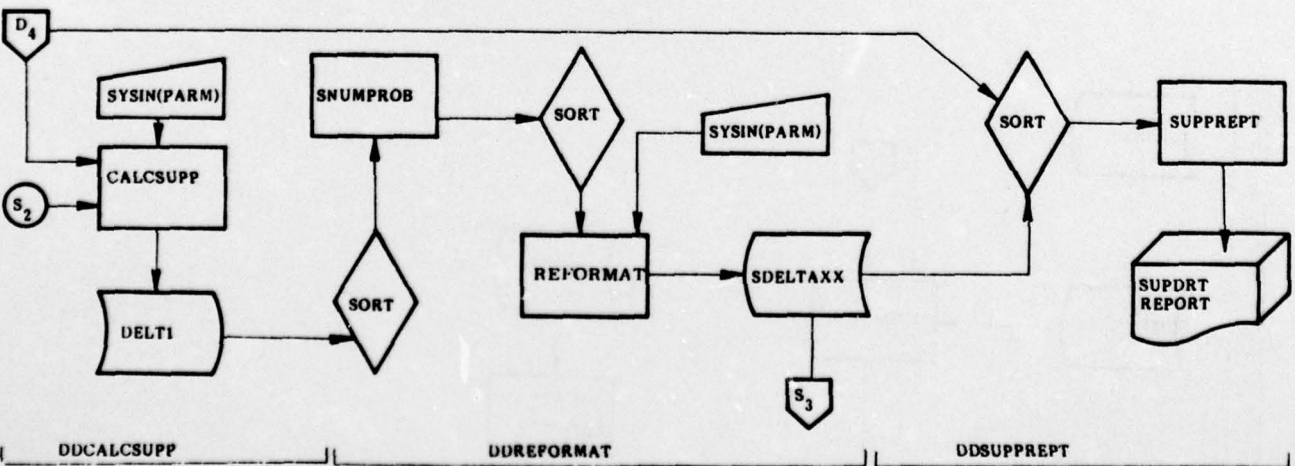 D4
SYSIN(PARM)
CALCSUPP
S2
DELT1
SORT
SNUMPROB
SORT
SYSIN(PARM)
REFORMAT
SDELTAXX
S3
SORT
SUPPREPT
SUPDRT
REPORT
DDCALCSUPP
DDREFORMAT
DDSUPPREPT